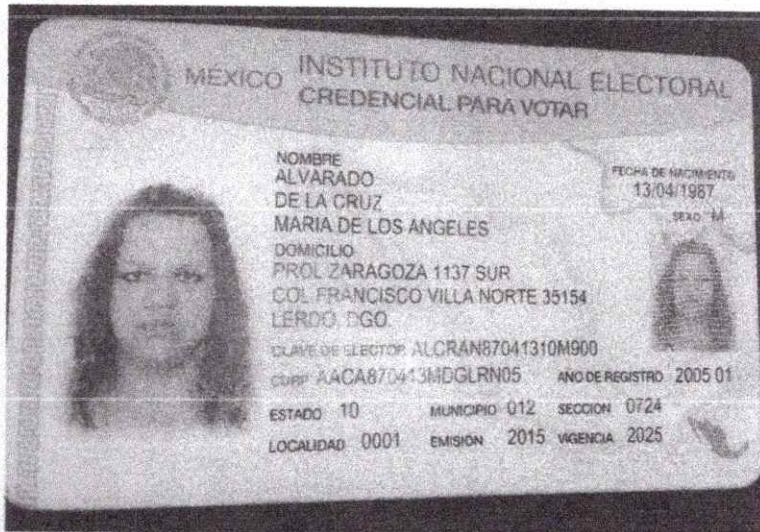 MEXICO INSTITUTO NACIONAL ELECTORAL
CREDENCIAL PARA VOTAR
NOMBRE
ALVARADO
DE LA CRUZ
MARIA DE LOS ANGELES
FECHA DE NACIMIENTO
13/04/1987
SEXO M
DOMICILIO
PROL ZARAGOZA 1137 SUR
COL FRANCISCO VILLA NORTE 35154
LERDO, DGO.
CLAVE DE ELECTOR ALCRAN87041310M900
CURP AACA870413MDGLRN05 AÑO DE REGISTRO 2005 01
ESTADO 10 MUNICIPIO 012 SECCION 0724
LOCALIDAD 0001 EMISION 2015 VIGENCIA 2025